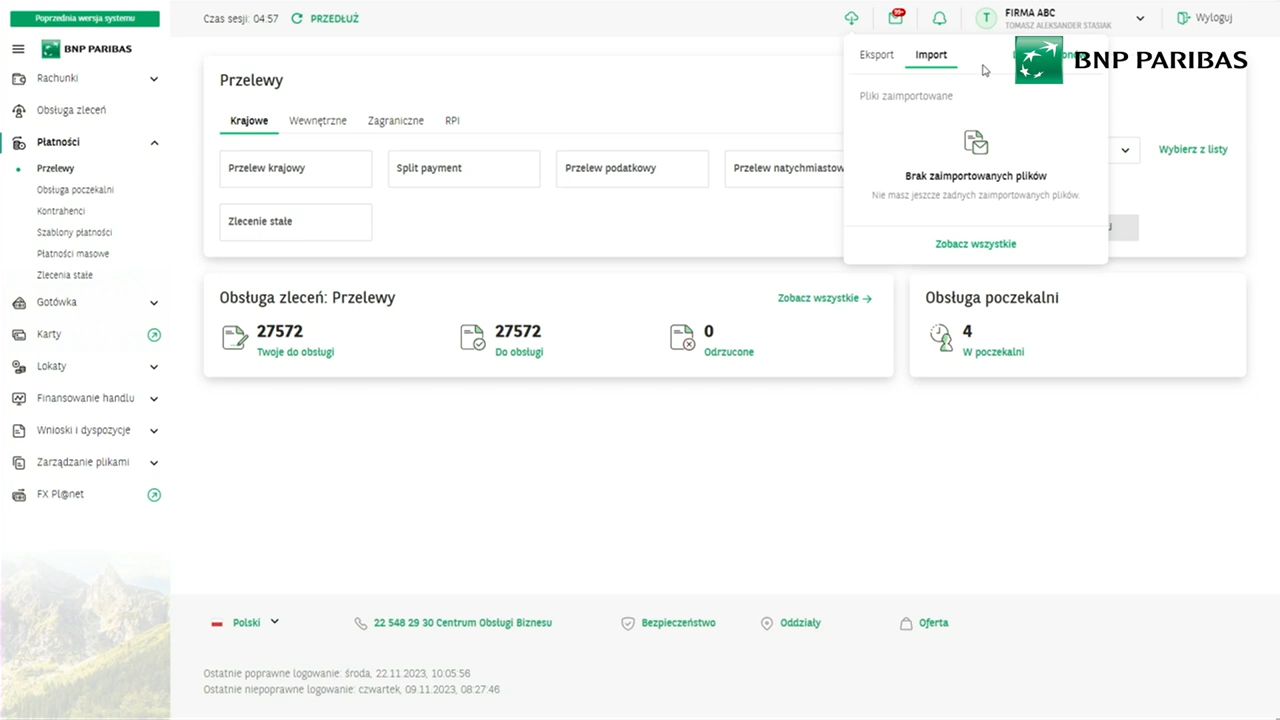 Poprzednia wersja systemu
Czas sesji: 04:57 PRZEDŁUŻ
99+
T
FIRMA ABC
TOMASZ ALEKSANDER STASIAK
Wyloguj
BNP PARIBAS
Rachunki
Obsługa zleceń
Płatności
Przelewy
Obsługa poczekalni
Kontrahenci
Szablony płatności
Płatności masowe
Zlecenia stałe
Gotówka
Karty
Lokaty
Finansowanie handlu
Wnioski i dyspozycje
Zarządzanie plikami
FX Pl@net
Przelewy
Krajowe Wewnętrzne Zagraniczne RPI
Przelew krajowy Split payment Przelew podatkowy Przelew natychmiastow
Zlecenie stałe
Eksport Import
BNP PARIBAS
Pliki zaimportowane
Brak zaimportowanych plików
Nie masz jeszcze żadnych zaimportowanych plików.
Zobacz wszystkie
Wybierz z listy
Obsługa zleceń: Przelewy Zobacz wszystkie
27572 27572 0
Twoje do obsługi Do obsługi Odrzucone
Obsługa poczekalni
4
W poczekalni
Polski 22 548 29 30 Centrum Obsługi Biznesu Bezpieczeństwo Oddziały Oferta
Ostatnie poprawne logowanie: środa, 22.11.2023, 10:05:56
Ostatnie niepoprawne logowanie: czwartek, 09.11.2023, 08:27:46